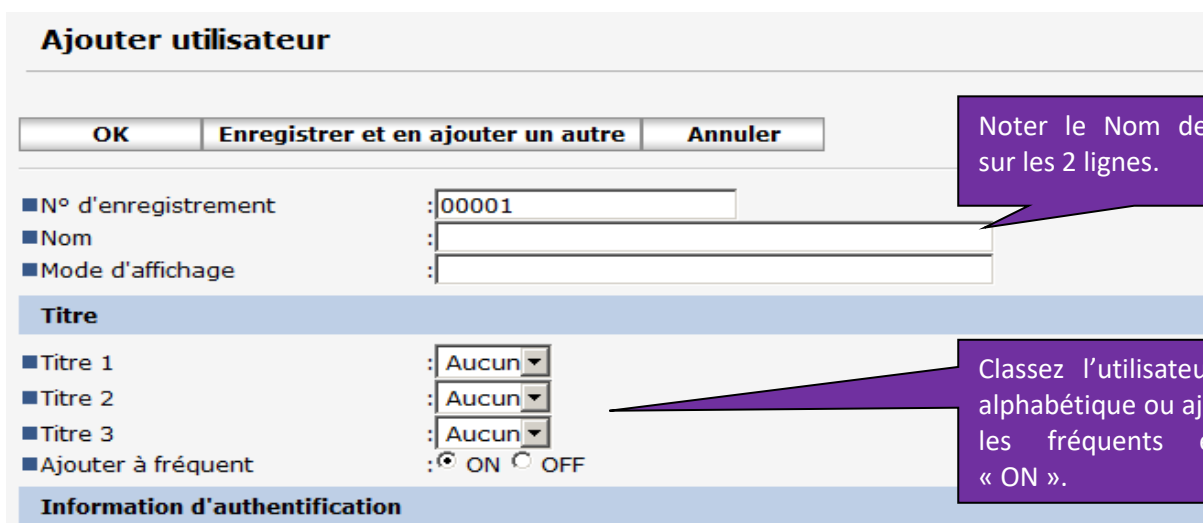 Ajouter utilisateur
OK Enregistrer et en ajouter un autre Annuler
Noter le Nom de
sur les 2 lignes.
N° d'enregistrement :00001
Nom :
Mode d'affichage :
Titre
Titre 1 : Aucun
Titre 2 : Aucun
Titre 3 : Aucun
Ajouter à fréquent : ON OFF
Classez l’utilisateu
alphabétique ou aj
les fréquents
« ON ».
Information d'authentification